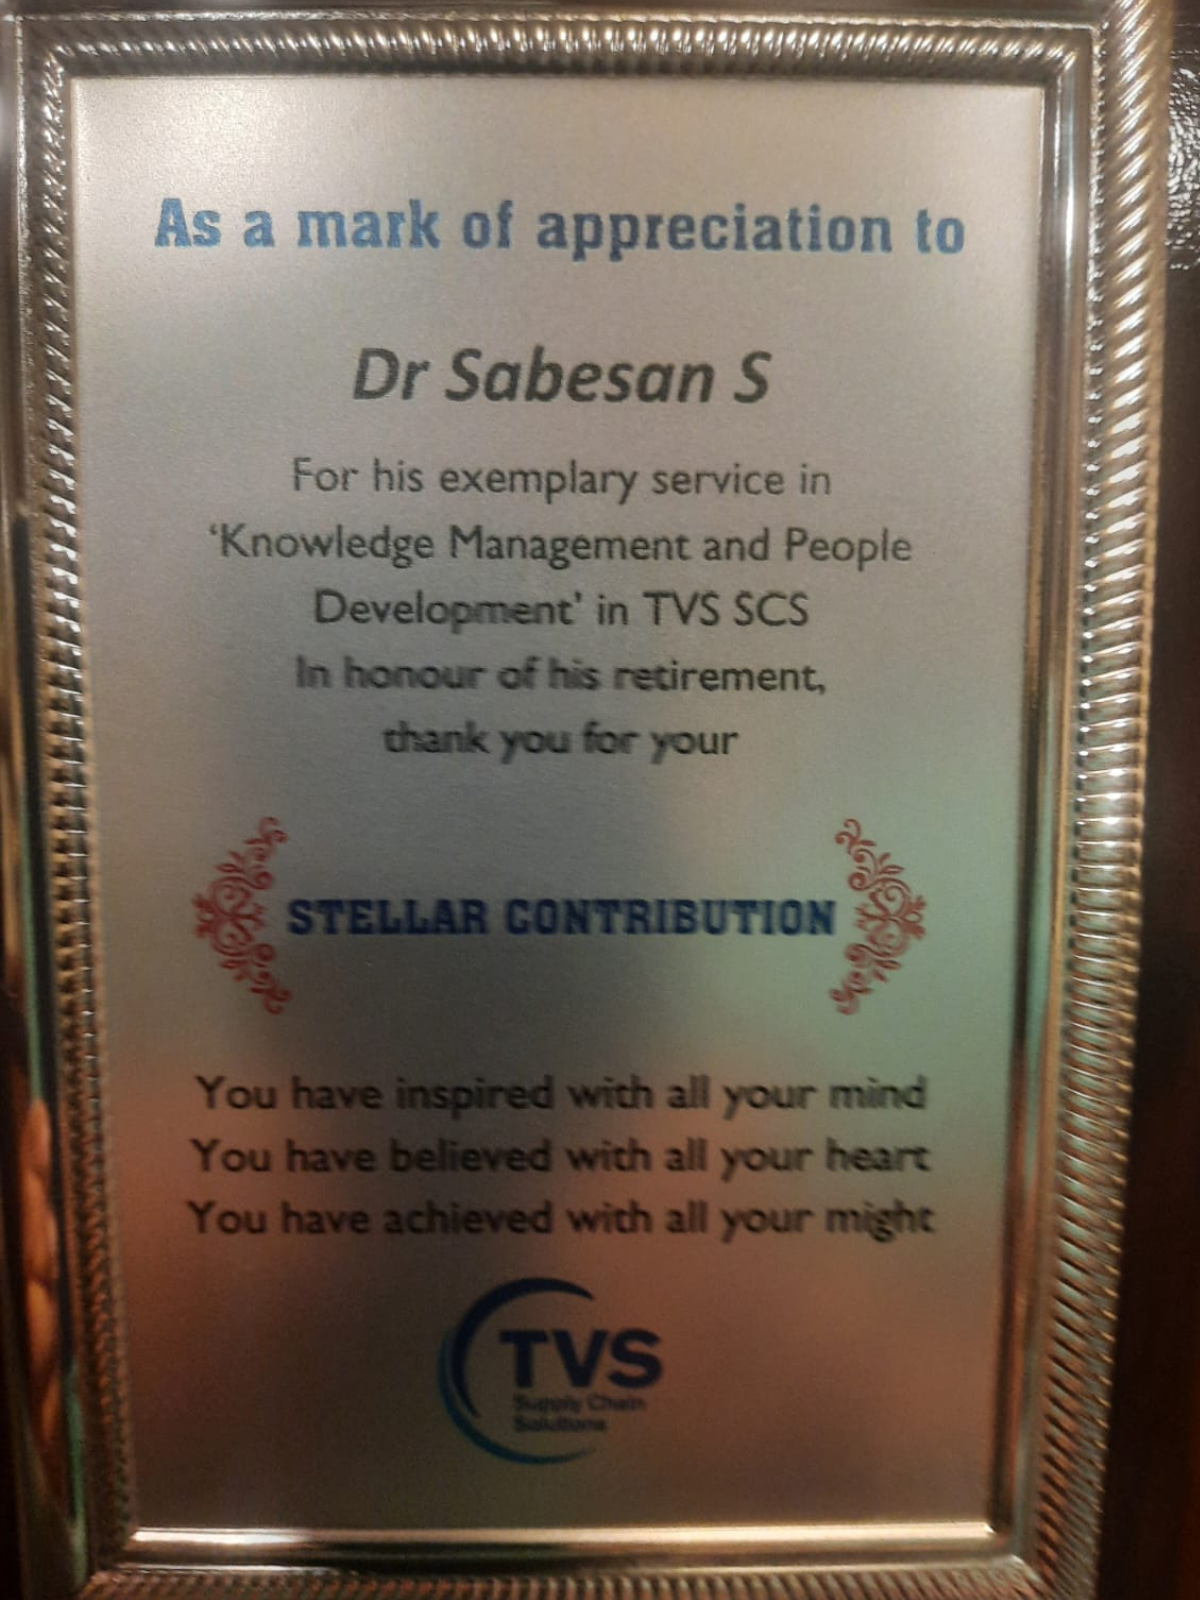 As a mark of appreciation to
Dr Sabesan S
For his exemplary service in
‘Knowledge Management and People
Development’ in TVS SCS
In honour of his retirement,
thank you for your
STELLAR CONTRIBUTION
You have inspired with all your mind
You have believed with all your heart
You have achieved with all your might
TVS
Supply Chain
Solutions